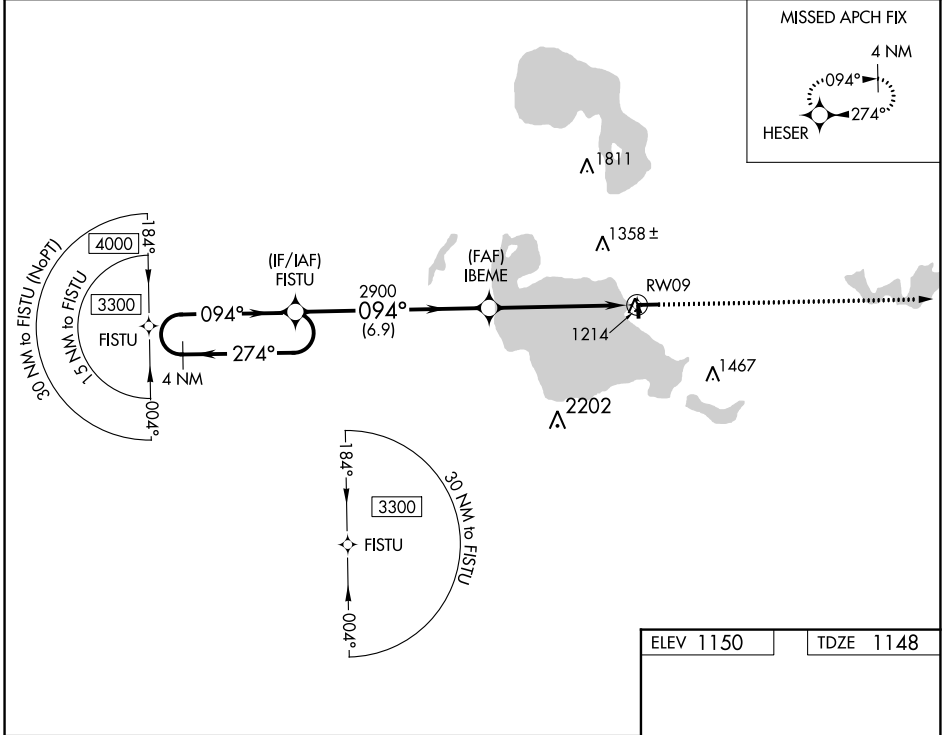 MISSED APCH FIX
4 NM
094°
274°
HESER
1811
1358 ±
(IF/IAF)
FISTU
(FAF)
IBEME
RW09
2900
094°
(6.9)
1214
1467
2202
094°
274°
4 NM
30 NM to FISTU (NoPT)
15 NM to FISTU
184°
4000
3300
FISTU
004°
184°
3300
FISTU
30 NM to FISTU
004°
ELEV 1150
TDZE 1148